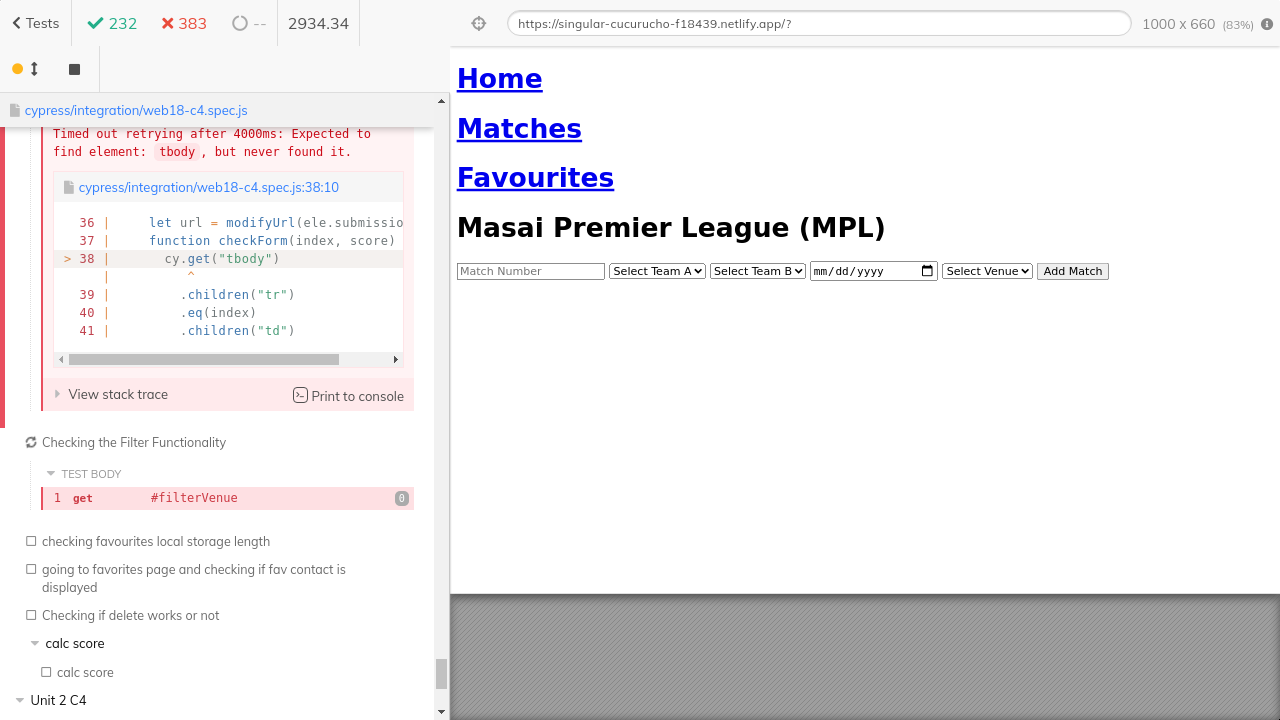 Tests
232
383
--
2934.34
https://singular-cucurucho-f18439.netlify.app/?
1000 x 660 (83%)
cypress/integration/web18-c4.spec.js
Timed out retrying after 4000ms: Expected to
find element: tbody, but never found it.
cypress/integration/web18-c4.spec.js:38:10
36 | let url = modifyUrl(ele.submissio
37 | function checkForm(index, score)
> 38 | cy.get("tbody")
| ^
39 | .children("tr")
40 | .eq(index)
41 | .children("td")
View stack trace
Print to console
Checking the Filter Functionality
TEST BODY
1 get #filterVenue 0
checking favourites local storage length
going to favorites page and checking if fav contact is
displayed
Checking if delete works or not
calc score
calc score
Unit 2 C4
Home
Matches
Favourites
Masai Premier League (MPL)
Match Number Select Team A Select Team B mm/dd/yyyy Select Venue Add Match